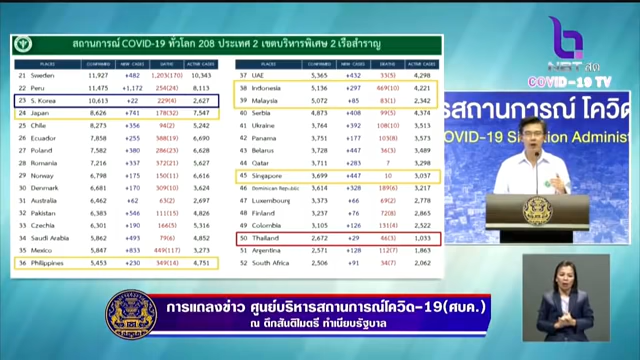 สถานการณ์ COVID-19 ทั่วโลก 208 ประเทศ 2 เขตบริหารพิเศษ 2 เรือสำราญ
PLACES CONFIRMED NEW CASES DEATHS ACTIVE CASES
21 Sweden 11,927 +482 1,203(170) 10,343
22 Peru 11,475 +1,172 254(24) 8,113
23 S. Korea 10,613 +22 229(4) 2,627
24 Japan 8,626 +741 178(32) 7,547
25 Chile 8,273 +356 94(2) 5,242
26 Ecuador 7,858 +255 388(19) 6,690
27 Poland 7,582 +380 286(23) 6,628
28 Romania 7,216 +337 372(21) 5,627
29 Norway 6,798 +150(11) 6,616
30 Denmark 6,681 +170 309(10) 3,624
31 Australia 6,462 +62 63(2) 2,697
32 Pakistan 6,383 +546 111(15) 4,826
33 Czechia 6,301 +190 166(5) 5,316
34 Saudi Arabia 5,862 +493 79(6) 4,852
35 Mexico 5,847 +833 449(117) 3,273
36 Philippines 5,453 +230 349(14) 4,751
PLACES CONFIRMED NEW CASES DEATHS ACTIVE CASES
37 UAE 5,365 +432 33(5) 4,298
38 Indonesia 5,136 +297 469(10) 4,221
39 Malaysia 5,072 +85 83(1) 2,342
40 Serbia 4,873 +408 99(5) 4,374
41 Ukraine 3,764 +392 108(10) 3,513
42 Panama 3,751 +177 103(8) 3,573
43 Belarus 3,728 +447 36(3) 3,489
44 Qatar 3,711 +283 7 3,298
45 Singapore 3,699 +447 10 3,037
46 Dominican Republic 3,614 +328 189(6) 3,217
47 Luxembourg 3,373 +66 69(2) 2,778
48 Finland 3,237 +76 72(8) 2,865
49 Colombia 3,105 +126 131(4) 2,522
50 Thailand 2,672 +29 46(3) 1,033
51 Argentina 2,571 +128 112(7) 1,863
52 South Africa 2,506 +91 34(7) 2,062
NBT สด
COVID-19 TV
รสถานการณ์ โควิด
COVID-19 Administ
การแถลงข่าว ศูนย์บริหารสถานการณ์โควิด-19(ศบค.)
ณ ตึกสันติไมตรี ทำเนียบรัฐบาล